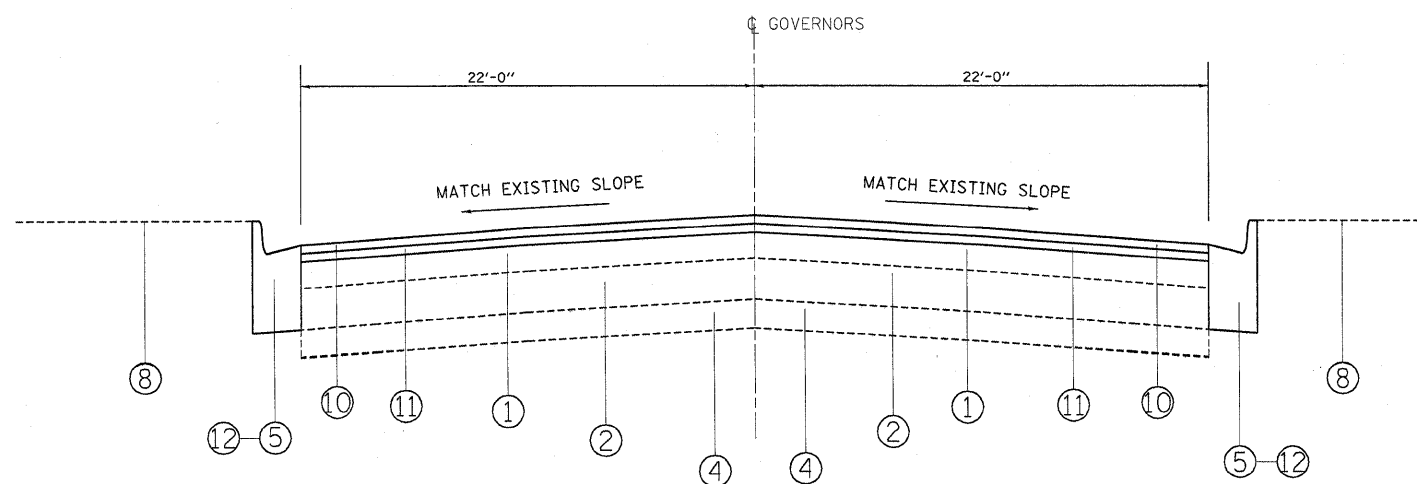 ℄ GOVERNORS
22'-0" 22'-0"
MATCH EXISTING SLOPE MATCH EXISTING SLOPE
8 10 11 1 2 4 4 2 1 11 10 8
12 5 5 12